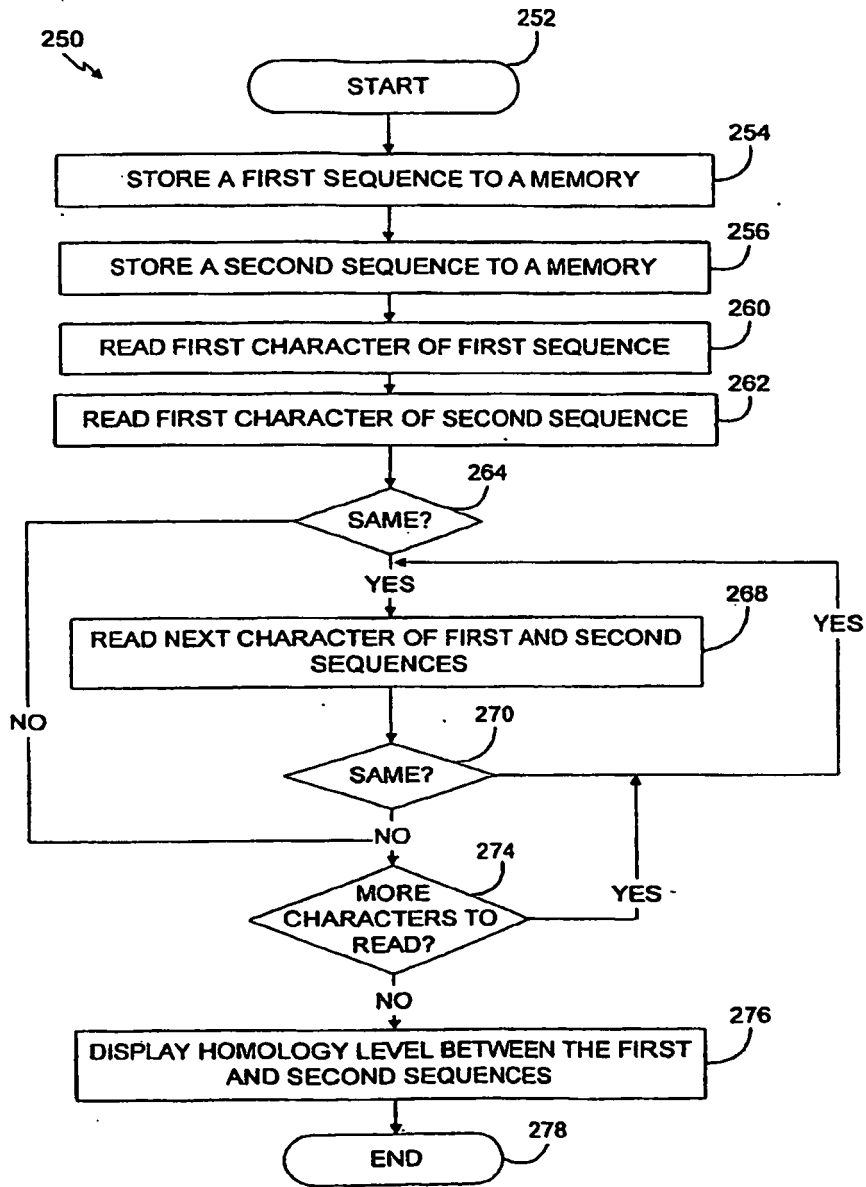 250
252
START
254
STORE A FIRST SEQUENCE TO A MEMORY
256
STORE A SECOND SEQUENCE TO A MEMORY
260
READ FIRST CHARACTER OF FIRST SEQUENCE
262
READ FIRST CHARACTER OF SECOND SEQUENCE
264
SAME?
YES
268
READ NEXT CHARACTER OF FIRST AND SECOND
SEQUENCES
YES
NO
270
SAME?
NO
274
MORE
CHARACTERS TO
READ?
YES
NO
276
DISPLAY HOMOLOGY LEVEL BETWEEN THE FIRST
AND SECOND SEQUENCES
278
END